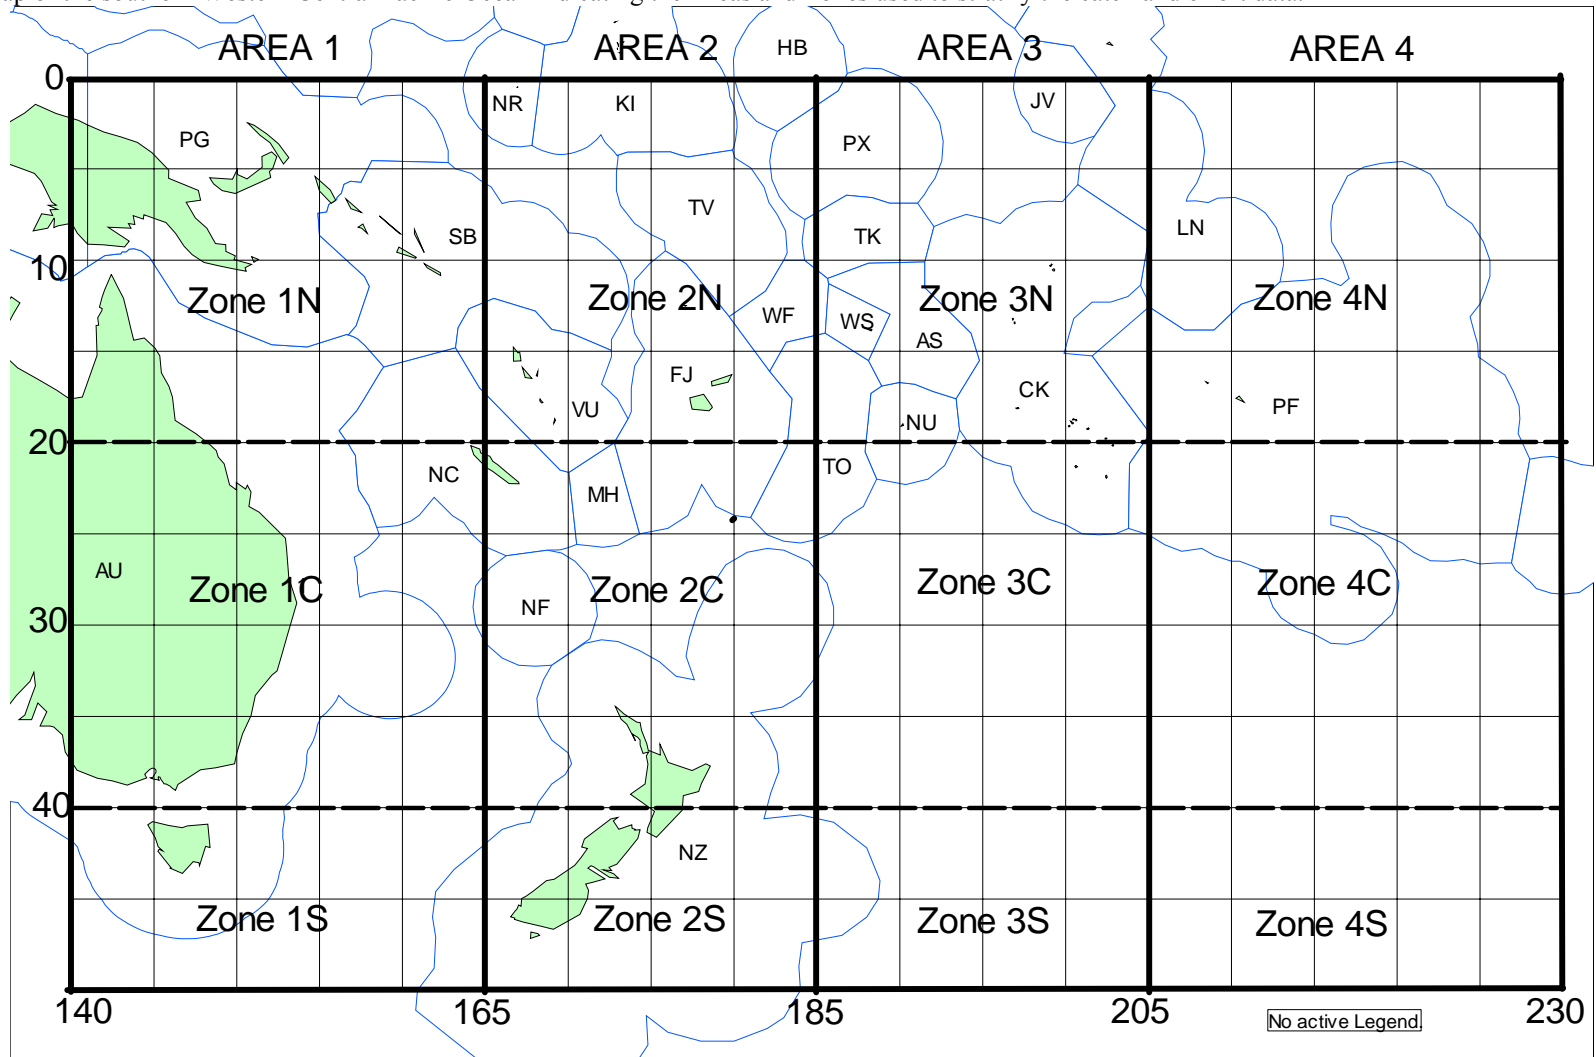 AREA 1 AREA 2 HB AREA 3 AREA 4
0
NR KI JV
PG PX
TV
SB TK LN
10
Zone 1N Zone 2N WF WS Zone 3N Zone 4N
AS
FJ CK
VU NU PF
20
NC MH TO
AU Zone 1C Zone 2C Zone 3C Zone 4C
NF
30
40
NZ
Zone 1S Zone 2S Zone 3S Zone 4S
140 165 185 205 230
No active Legend.